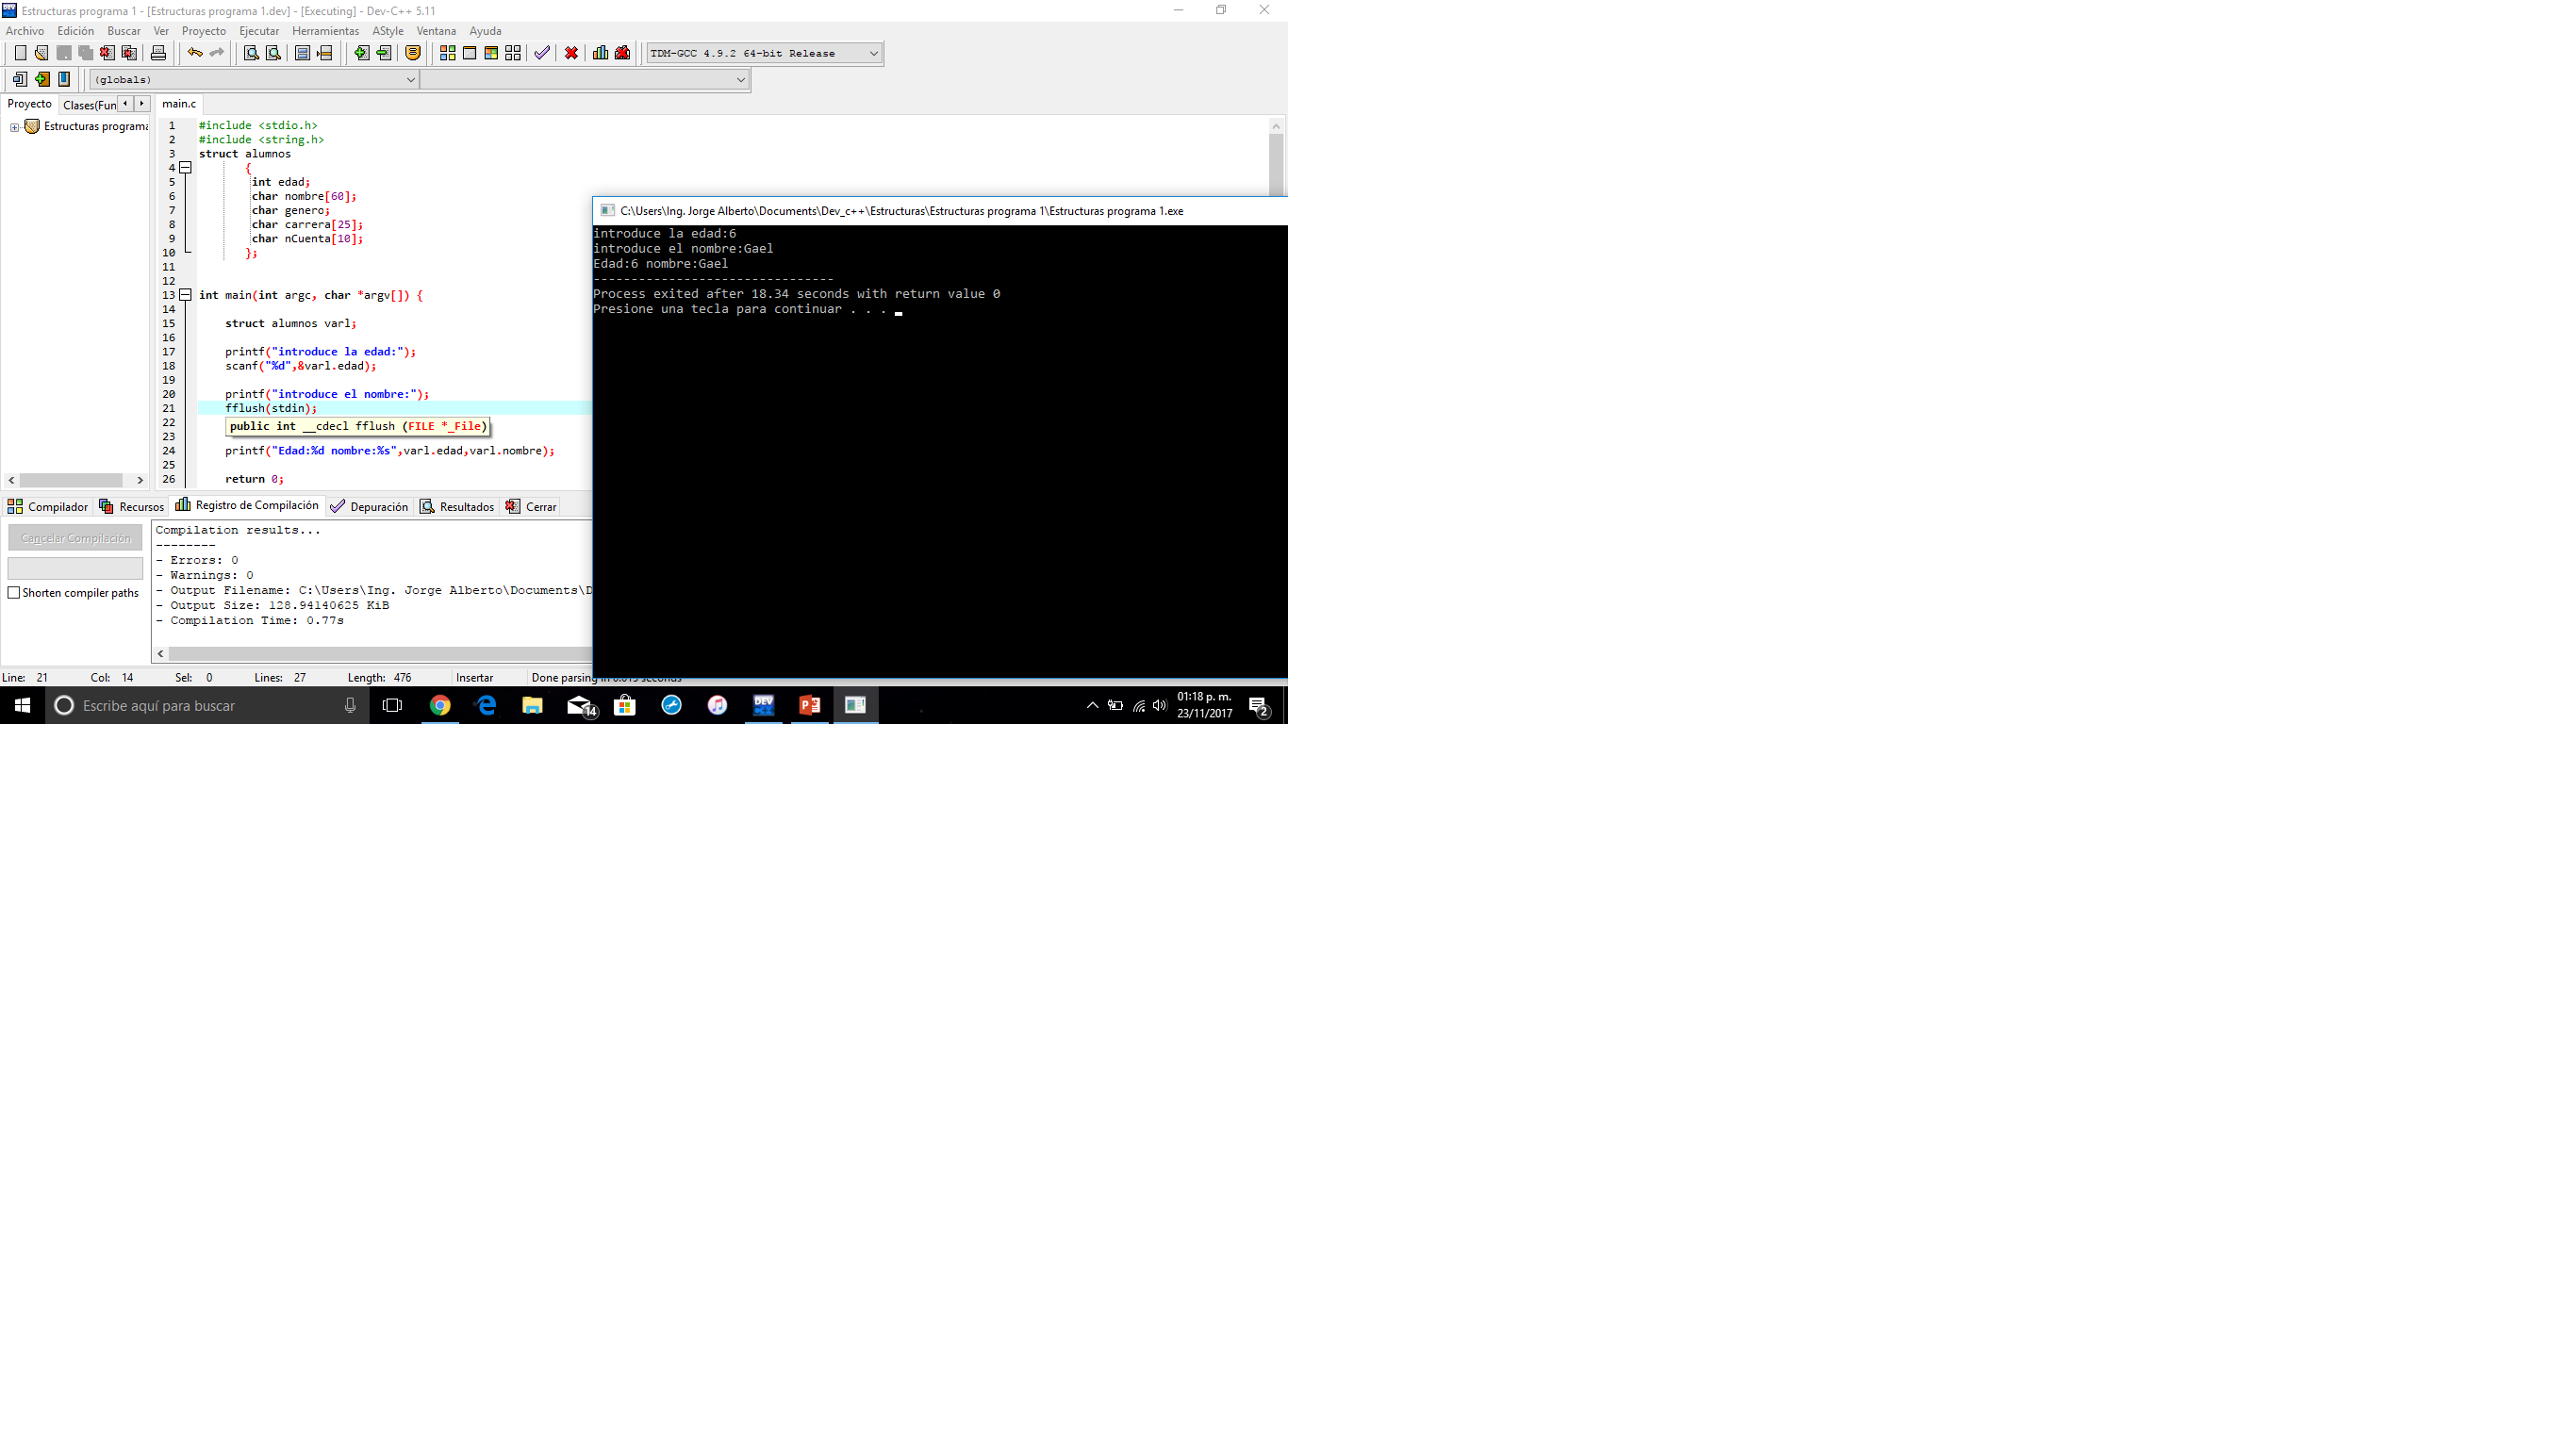 Estructuras programa 1 - [Estructuras programa 1.dev] - [Executing] - Dev-C++ 5.11
Archivo Edición Buscar Ver Proyecto Ejecutar Herramientas AStyle Ventana Ayuda
TDM-GCC 4.9.2 64-bit Release
(globals)
Proyecto Clases(Fun
main.c
Estructuras programa
1 #include <stdio.h>
2 #include <string.h>
3 struct alumnos
4 {
5 int edad;
6 char nombre[60];
7 char genero;
8 char carrera[25];
9 char nCuenta[10];
10 };
11
12
13 int main(int argc, char *argv[]) {
14
15 struct alumnos varl;
16
17 printf("introduce la edad:");
18 scanf("%d",&varl.edad);
19
20 printf("introduce el nombre:");
21 fflush(stdin);
22 public int __cdecl fflush (FILE *_File)
23
24 printf("Edad:%d nombre:%s",varl.edad,varl.nombre);
25
26 return 0;
C:\Users\Ing. Jorge Alberto\Documents\Dev_c++\Estructuras\Estructuras programa 1\Estructuras programa 1.exe
introduce la edad:6
introduce el nombre:Gael
Edad:6 nombre:Gael
--------------------------------
Process exited after 18.34 seconds with return value 0
Presione una tecla para continuar . . .
Compilador Recursos Registro de Compilación Depuración Resultados Cerrar
Cancelar Compilación
Shorten compiler paths
Compilation results...
--------
- Errors: 0
- Warnings: 0
- Output Filename: C:\Users\Ing. Jorge Alberto\Documents\D
- Output Size: 128.94140625 KiB
- Compilation Time: 0.77s
Line: 21 Col: 14 Sel: 0 Lines: 27 Length: 476 Insertar Done parsing in seconds
Escribe aquí para buscar
14
DEV
01:18 p. m.
23/11/2017
2